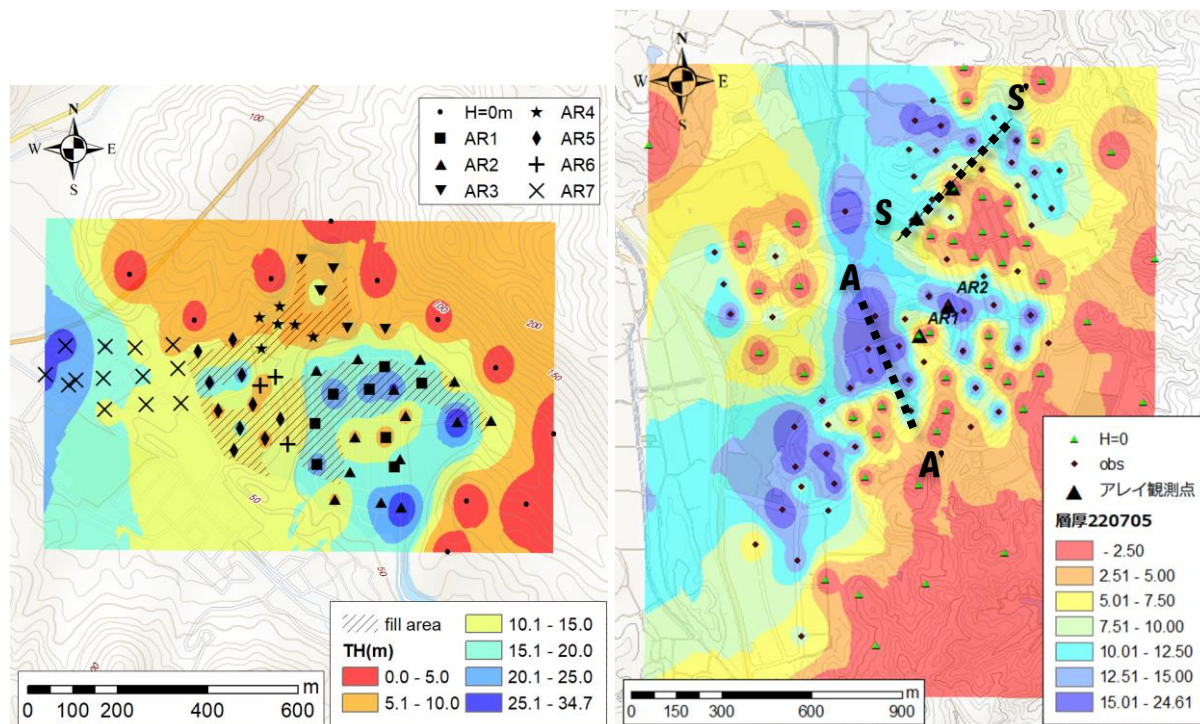 N
W E
S
H=0m
AR1
AR2
AR3
AR4
AR5
AR6
AR7
100
100
200
150
50
50
fill area
TH(m)
0.0 - 5.0
5.1 - 10.0
10.1 - 15.0
15.1 - 20.0
20.1 - 25.0
25.1 - 34.7
0 100 200 400 600 m
N
W E
S
S'
S
A
AR2
AR1
A'
H=0
obs
アレイ観測点
層厚220705
- 2.50
2.51 - 5.00
5.01 - 7.50
7.51 - 10.00
10.01 - 12.50
12.51 - 15.00
15.01 - 24.61
0 150 300 600 900 m